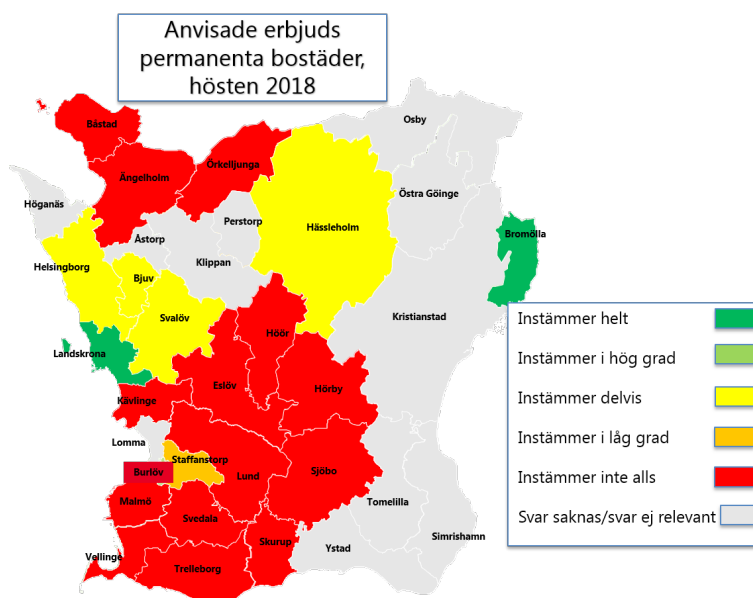 Anvisade erbjuds
permanenta bostäder,
hösten 2018
Båstad
Osby
Örkelljunga
Ängelholm
Östra Göinge
Höganäs
Perstorp
Hässleholm
Bromölla
Åstorp
Klippan
Helsingborg
Bjuv
Svalöv
Kristianstad
Instämmer helt
Höör
Landskrona
Instämmer i hög grad
Eslöv
Hörby
Kävlinge
Instämmer delvis
Lomma
Instämmer i låg grad
Staffanstorp
Burlöv
Lund
Sjöbo
Instämmer inte alls
Malmö
Tomelilla
Svedala
Svar saknas/svar ej relevant
Simrishamn
Skurup
Ystad
Vellinge
Trelleborg